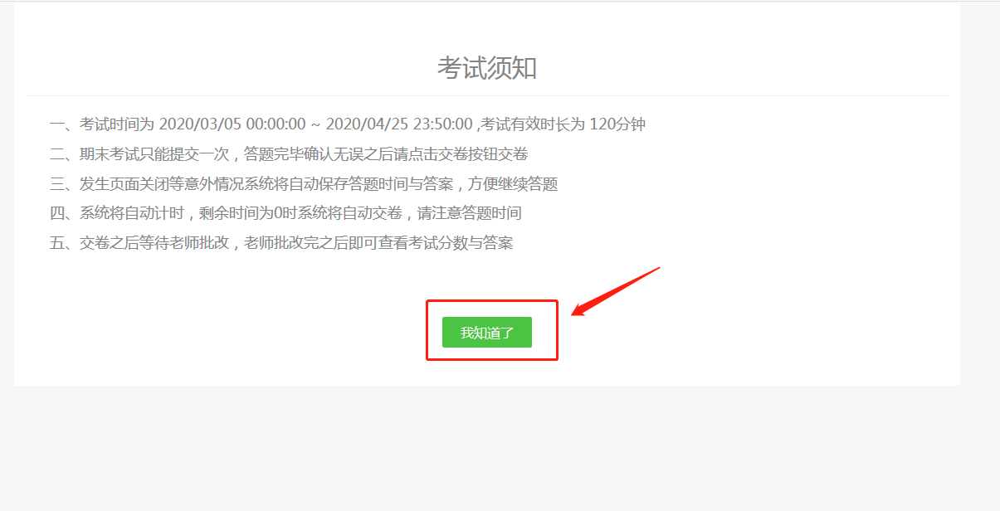 考试须知
一、考试时间为 2020/03/05 00:00:00 ~ 2020/04/25 23:50:00 ,考试有效时长为 120分钟
二、期末考试只能提交一次，答题完毕确认无误之后请点击交卷按钮交卷
三、发生页面关闭等意外情况系统将自动保存答题时间与答案，方便继续答题
四、系统将自动计时，剩余时间为0时系统将自动交卷，请注意答题时间
五、交卷之后等待老师批改，老师批改完之后即可查看考试分数与答案
我知道了